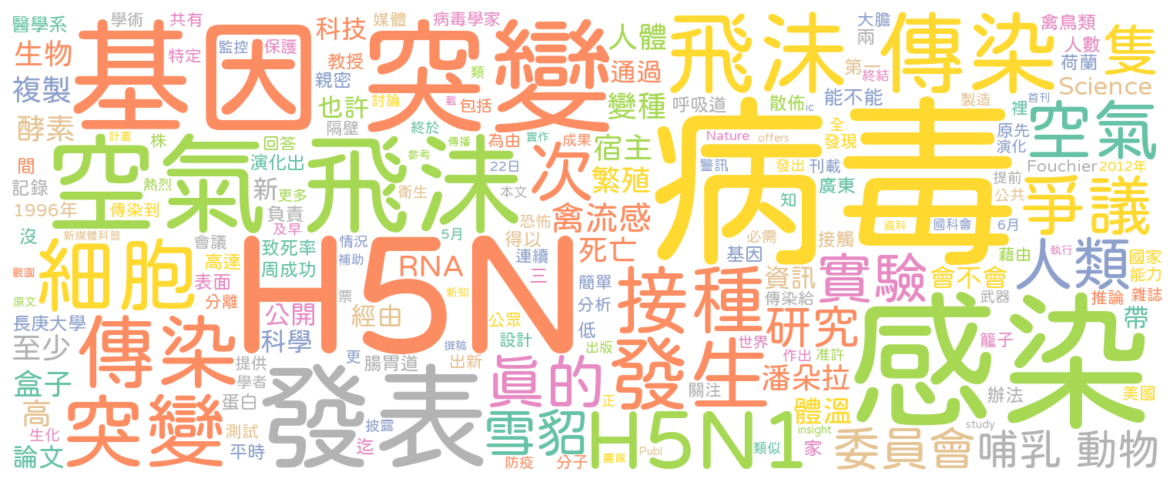 醫學系 學術 共有 媒體 病毒學家 大膽 禽鳥類
基因突變 科技 人體 飛沫傳染 隻
生物 特定 監控 保護 教授 類 通過 兩 第一 終結 人數 荷蘭
複製 親密 討論 載 包括 變種 呼吸道 散佈 ic 能不能 製造 裡 首刊 Science
酵素 也許 隔壁 計畫 株 回答 終於 傳播 實作 為由 成果 宿主 Nature offers 全 發現 原先 演化 空氣
空氣飛沫 演化出 參考 22日 次 繁殖 病毒 警訊 發出 刊載 提前 Fouchier 2012年
間 記錄 熱烈 新 更多 衛生 本文 知 廣東 公共 爭議
1996年 傳染到 負責 及早 恐怖 禽流感 必需 接觸 資料 國科會 6月
沒 新媒體科普 會議 致死率 情況 5月 得以 死亡 基因 藉由 執行 國家
細胞 高達 周成功 補助 H5N RNA 連續 三 簡單 資訊 實驗 會不會 人類 能力
觀園 表面 分離 票 新知 分析 接種 傳染給 武器 推論 雜誌
原文 長庚大學 公開 經由 公眾 設計 低 研究 感染 籠子 帶
至少 傳染 科學 更 撰稿 出版 發生 世界 作出 准許
盒子 提供 學者 發表 腸胃道 出新 真的 關注 潘朵拉 辦法 美國
高 突變 蛋白 正 體溫 insight study
生化 測試 披露 雪貂 H5N1 類似 家 委員會 哺乳 動物
論文 平時 迄 防疫 分子 團隊 Publ